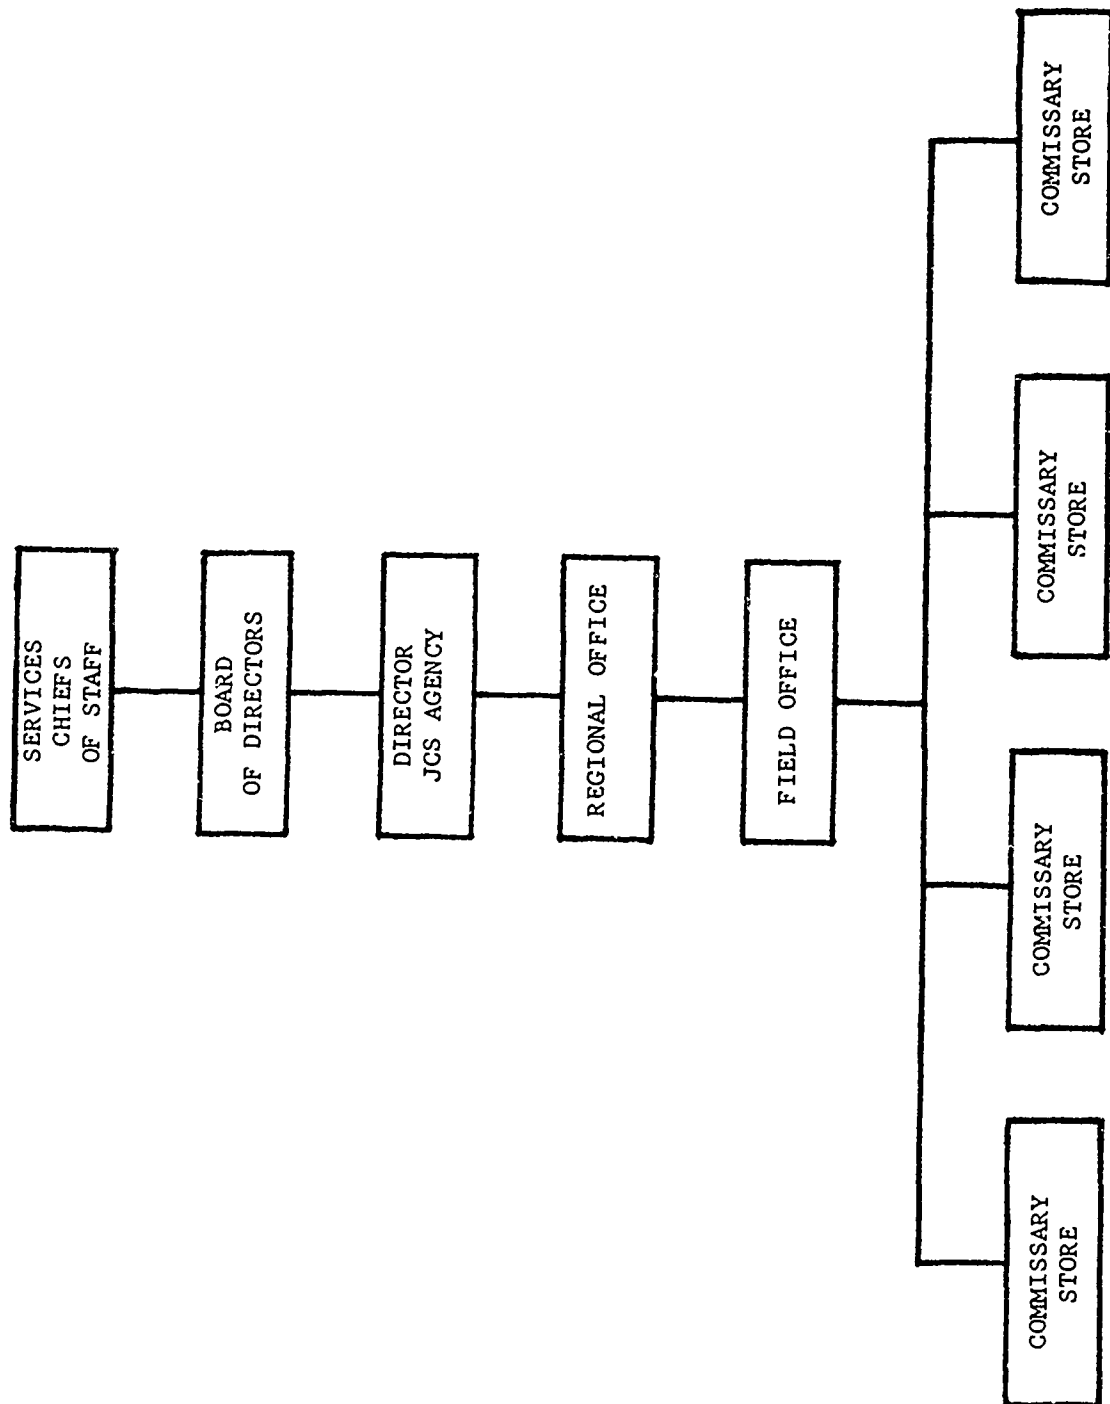 SERVICES
CHIEFS
OF STAFF
BOARD
OF DIRECTORS
DIRECTOR
JCS AGENCY
REGIONAL OFFICE
FIELD OFFICE
COMMISSARY
STORE
COMMISSARY
STORE
COMMISSARY
STORE
COMMISSARY
STORE